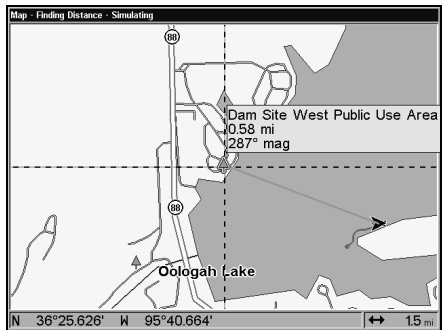 Map - Finding Distance - Simulating
88
Dam Site West Public Use Area
0.58 mi
287° mag
88
Oologah Lake
N 36°25.626' W 95°40.664' ↔ 1.5 mi